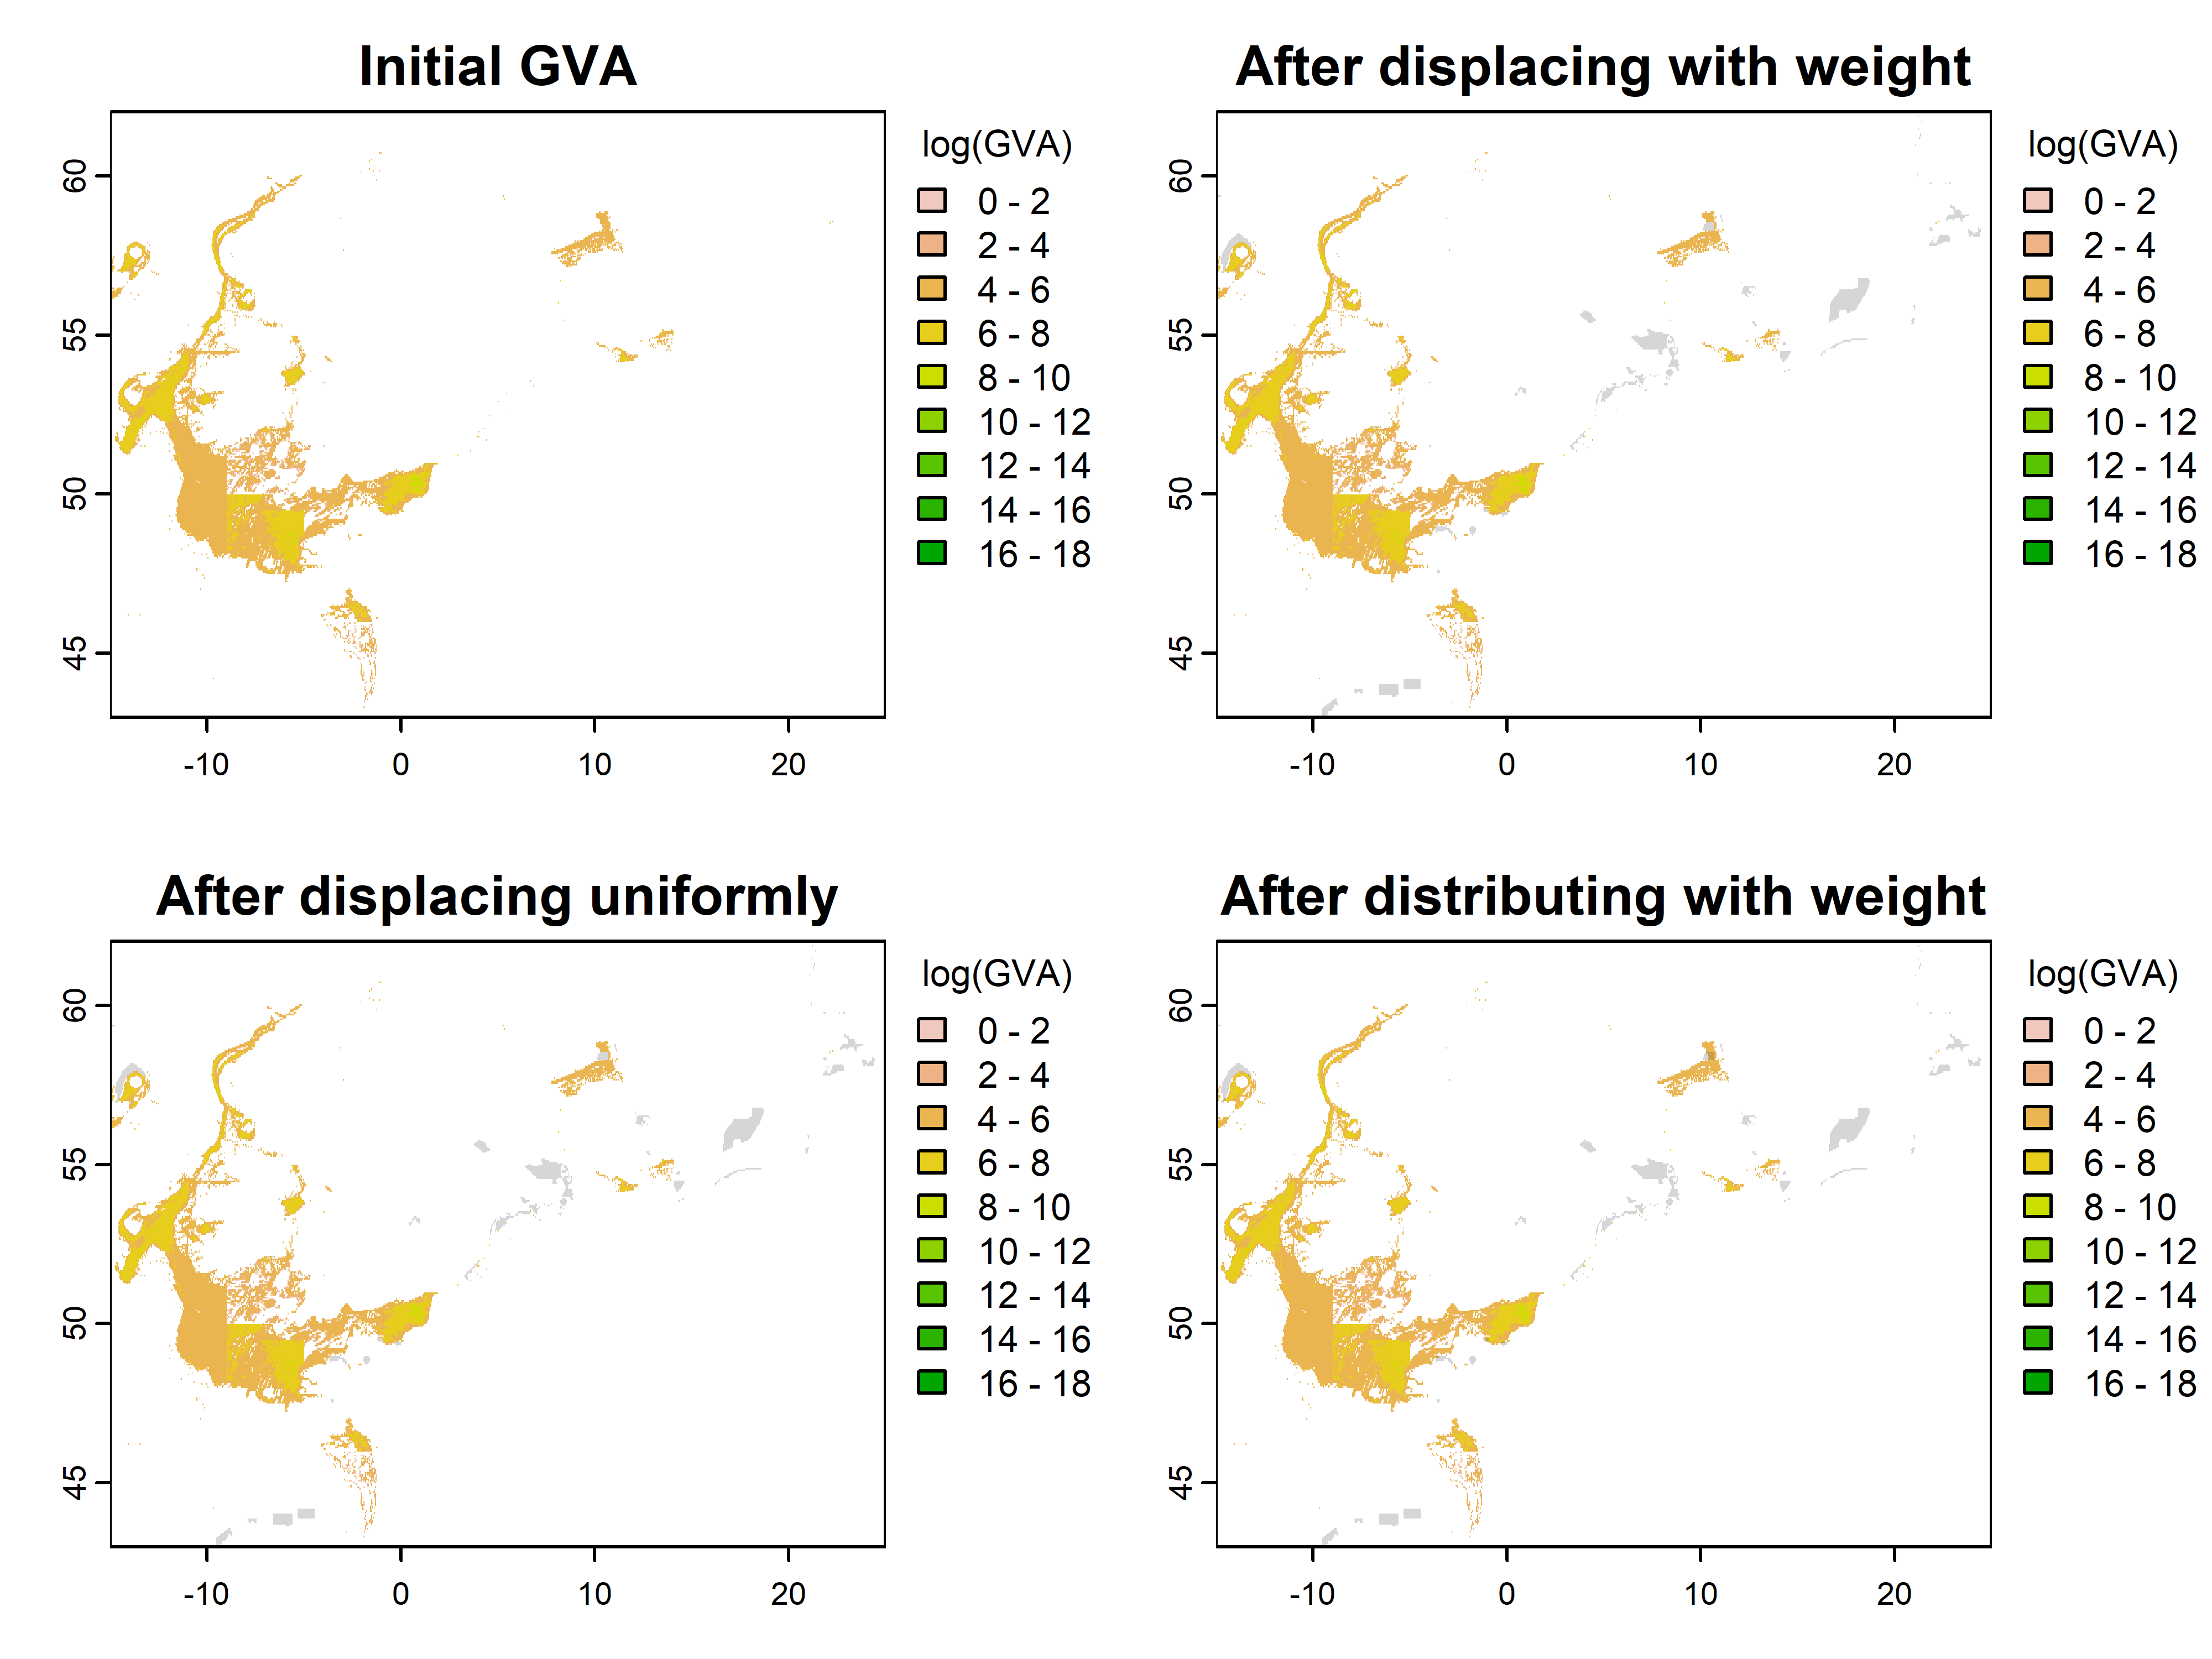 Initial GVA
60
55
50
45
-10
0
10
20
log(GVA)
0 - 2
2 - 4
4 - 6
6 - 8
8 - 10
10 - 12
12 - 14
14 - 16
16 - 18
After displacing with weight
60
55
50
45
-10
0
10
20
log(GVA)
0 - 2
2 - 4
4 - 6
6 - 8
8 - 10
10 - 12
12 - 14
14 - 16
16 - 18
After displacing uniformly
60
55
50
45
-10
0
10
20
log(GVA)
0 - 2
2 - 4
4 - 6
6 - 8
8 - 10
10 - 12
12 - 14
14 - 16
16 - 18
After distributing with weight
60
55
50
45
-10
0
10
20
log(GVA)
0 - 2
2 - 4
4 - 6
6 - 8
8 - 10
10 - 12
12 - 14
14 - 16
16 - 18